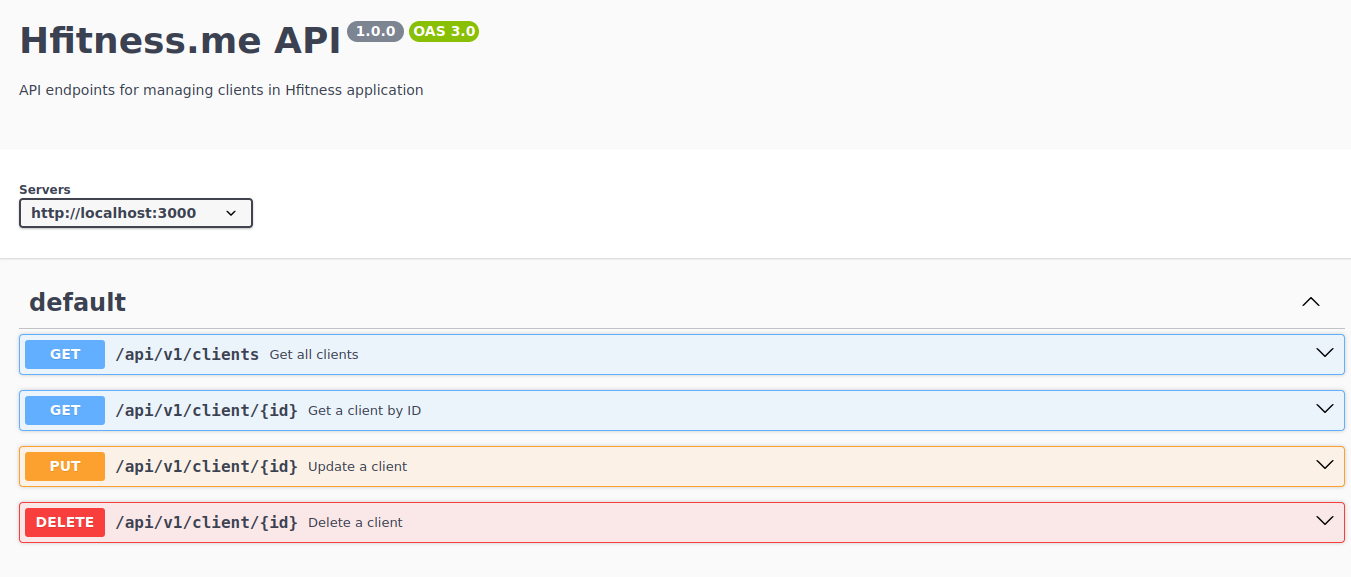 Hfitness.me API 1.0.0 OAS 3.0
API endpoints for managing clients in Hfitness application
Servers
http://localhost:3000
default
GET /api/v1/clients Get all clients
GET /api/v1/client/{id} Get a client by ID
PUT /api/v1/client/{id} Update a client
DELETE /api/v1/client/{id} Delete a client